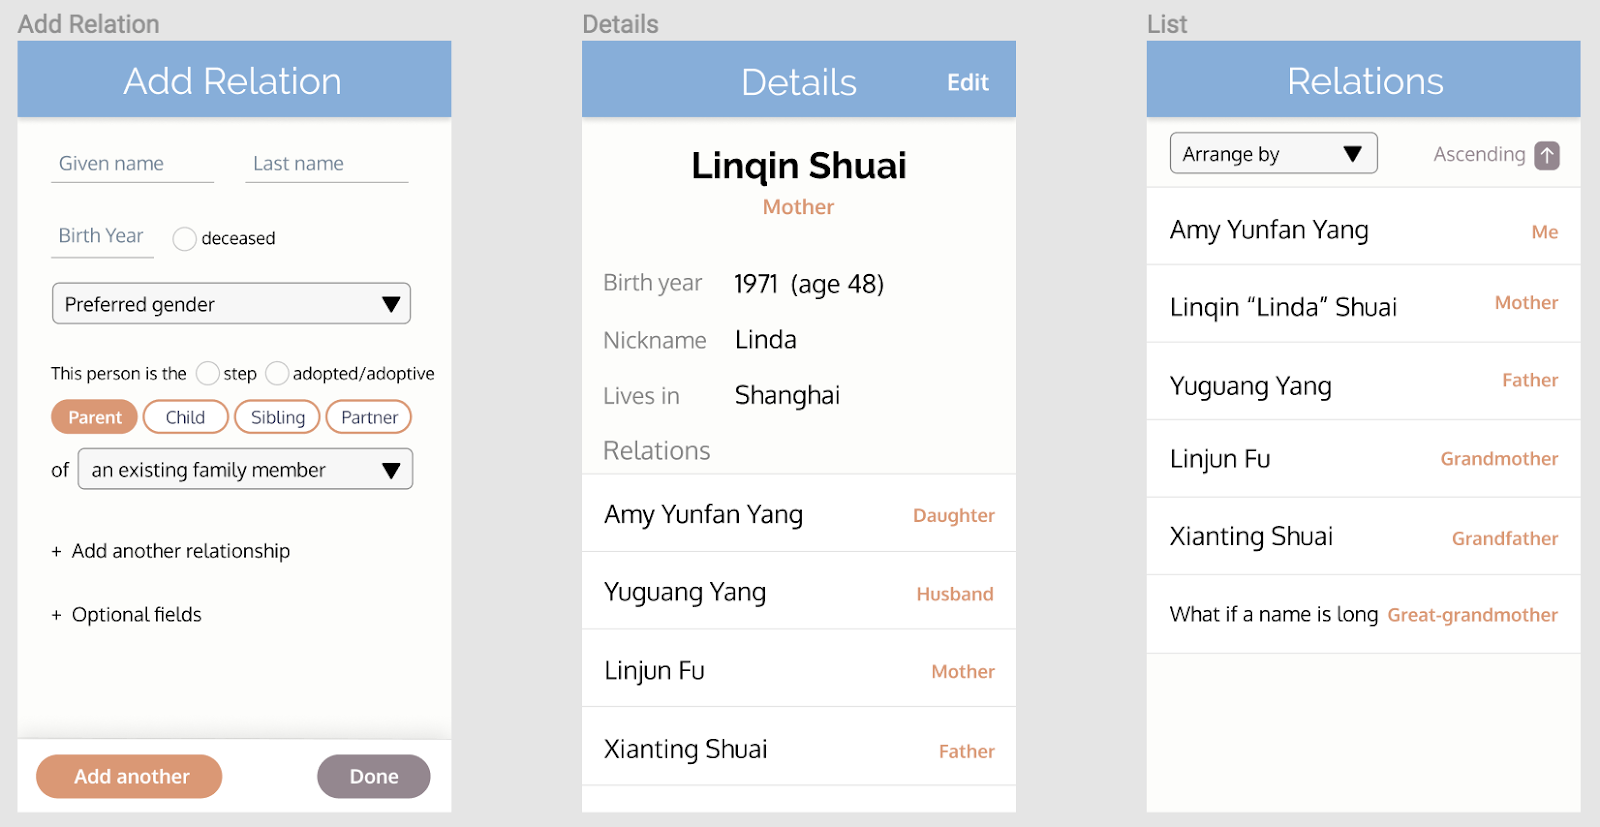 Add Relation
Add Relation
Given name Last name
Birth Year deceased
Preferred gender
This person is the step adopted/adoptive
Parent Child Sibling Partner
of an existing family member
+ Add another relationship
+ Optional fields
Add another Done
Details
Details Edit
Linqin Shuai
Mother
Birth year 1971 (age 48)
Nickname Linda
Lives in Shanghai
Relations
Amy Yunfan Yang Daughter
Yuguang Yang Husband
Linjun Fu Mother
Xianting Shuai Father
List
Relations
Arrange by Ascending
Amy Yunfan Yang Me
Linqin “Linda” Shuai Mother
Yuguang Yang Father
Linjun Fu Grandmother
Xianting Shuai Grandfather
What if a name is long Great-grandmother